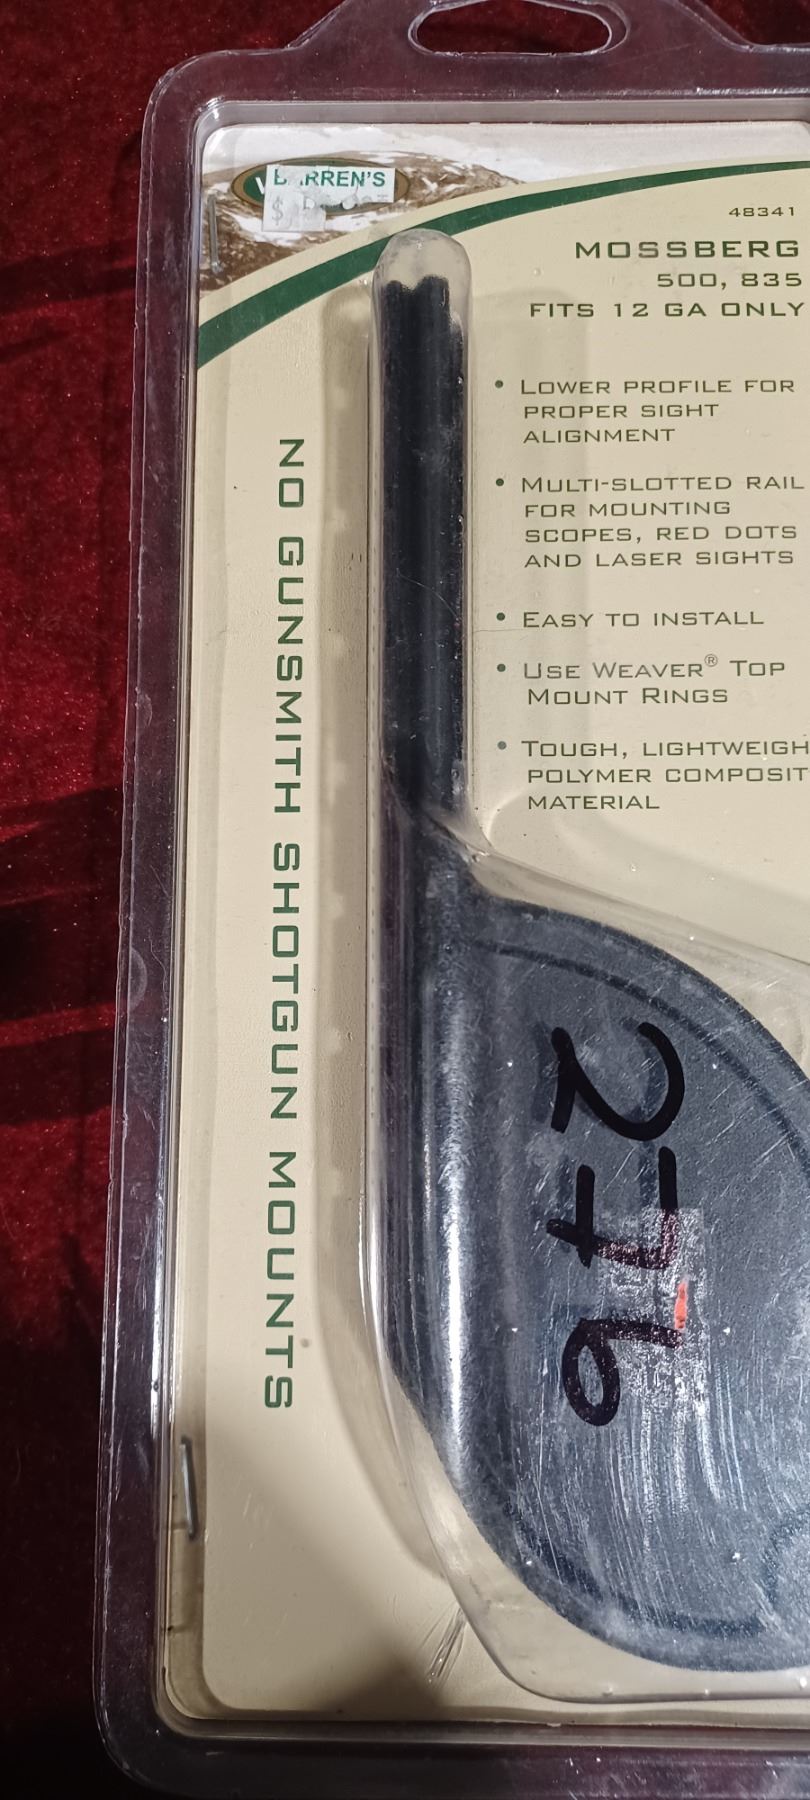 BARREN'S
$
48341
MOSSBERG
500, 835
FITS 12 GA ONLY
• LOWER PROFILE FOR
PROPER SIGHT
ALIGNMENT
• MULTI-SLOTTED RAIL
FOR MOUNTING
SCOPES, RED DOTS
AND LASER SIGHTS
• EASY TO INSTALL
• USE WEAVER® TOP
MOUNT RINGS
• TOUGH, LIGHTWEIGH
POLYMER COMPOSIT
MATERIAL
NO GUNSMITH SHOTGUN MOUNTS
276